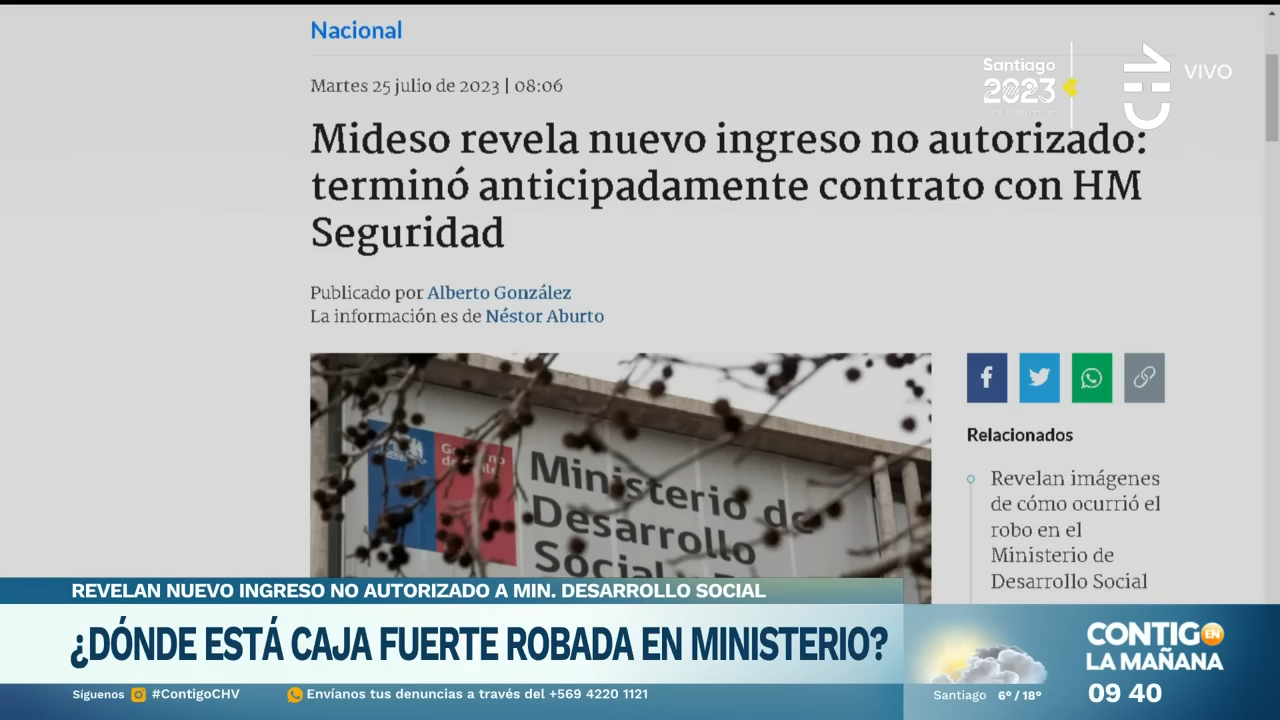 Nacional
Martes 25 julio de 2023 | 08:06
Santiago
2023
CHV
VIVO
Mideso revela nuevo ingreso no autorizado:
terminó anticipadamente contrato con HM
Seguridad
Publicado por Alberto González
La información es de Néstor Aburto
Relacionados
Revelan imágenes
de cómo ocurrió el
robo en el
Ministerio de
Desarrollo Social
Ministerio de
Desarrollo
Social
REVELAN NUEVO INGRESO NO AUTORIZADO A MIN. DESARROLLO SOCIAL
¿DÓNDE ESTÁ CAJA FUERTE ROBADA EN MINISTERIO?
CONTIGO EN
LA MAÑANA
Síguenos #ContigoCHV
Envíanos tus denuncias a través del +569 4220 1121
Santiago 6° / 18°
09 40